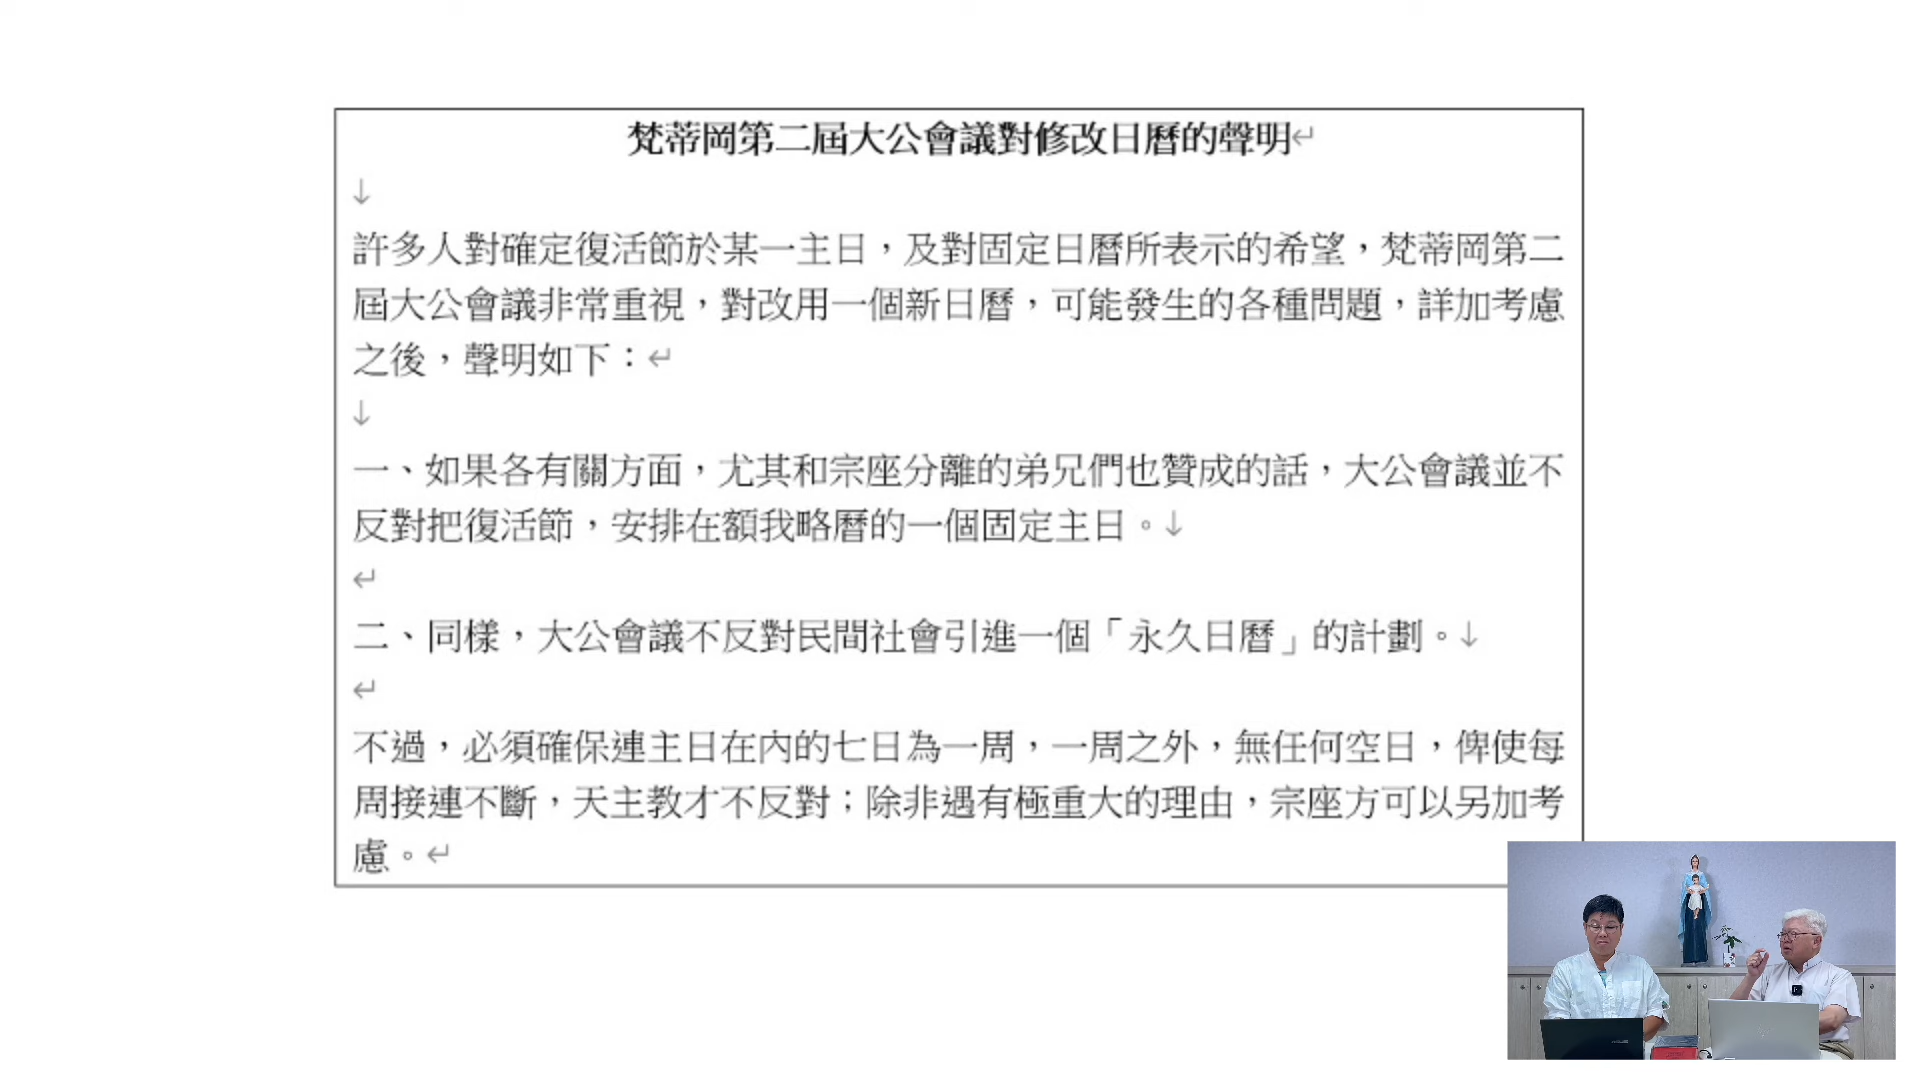 梵蒂岡第二屆大公會議對修改日曆的聲明
許多人對確定復活節於某一主日，及對固定日曆所表示的希望，梵蒂岡第二
屆大公會議非常重視，對改用一個新日曆，可能發生的各種問題，詳加考慮
之後，聲明如下：
一、如果各有關方面，尤其和宗座分離的弟兄們也贊成的話，大公會議並不
反對把復活節，安排在額我略曆的一個固定主日。
二、同樣，大公會議不反對民間社會引進一個「永久日曆」的計劃。
不過，必須確保連主日在內的七日為一周，一周之外，無任何空日，俾使每
周接連不斷，天主教才不反對；除非遇有極重大的理由，宗座方可以另加考
慮。